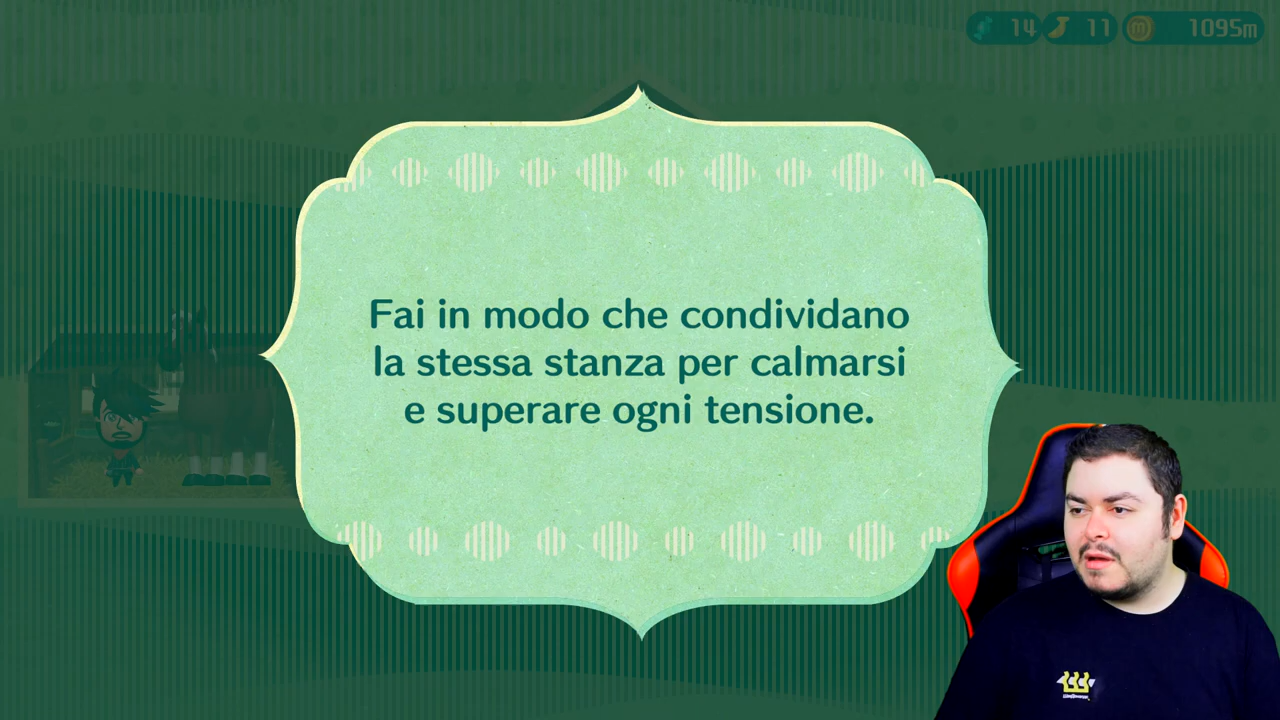 14
11
1095m
Fai in modo che condividano
la stessa stanza per calmarsi
e superare ogni tensione.